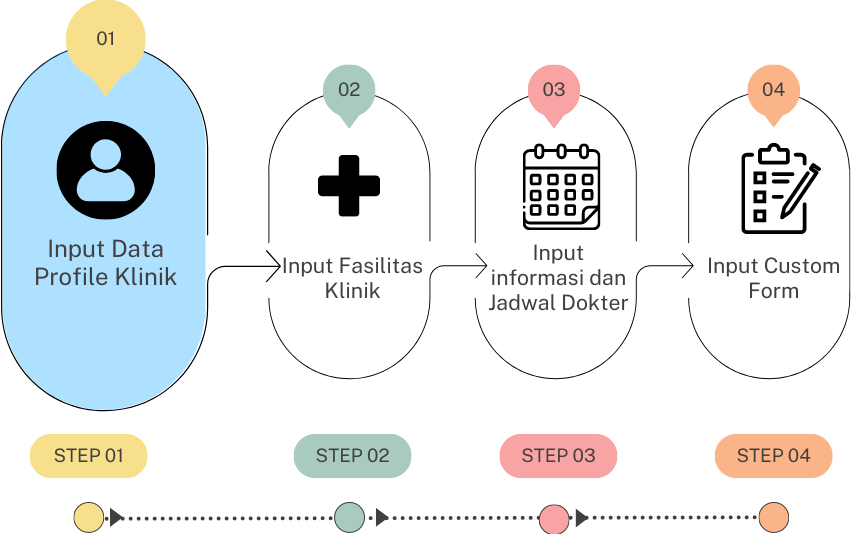 01
02
03
04
Input Data
Profile Klinik
Input Fasilitas
Klinik
Input
informasi dan
Jadwal Dokter
Input Custom
Form
STEP 01
STEP 02
STEP 03
STEP 04